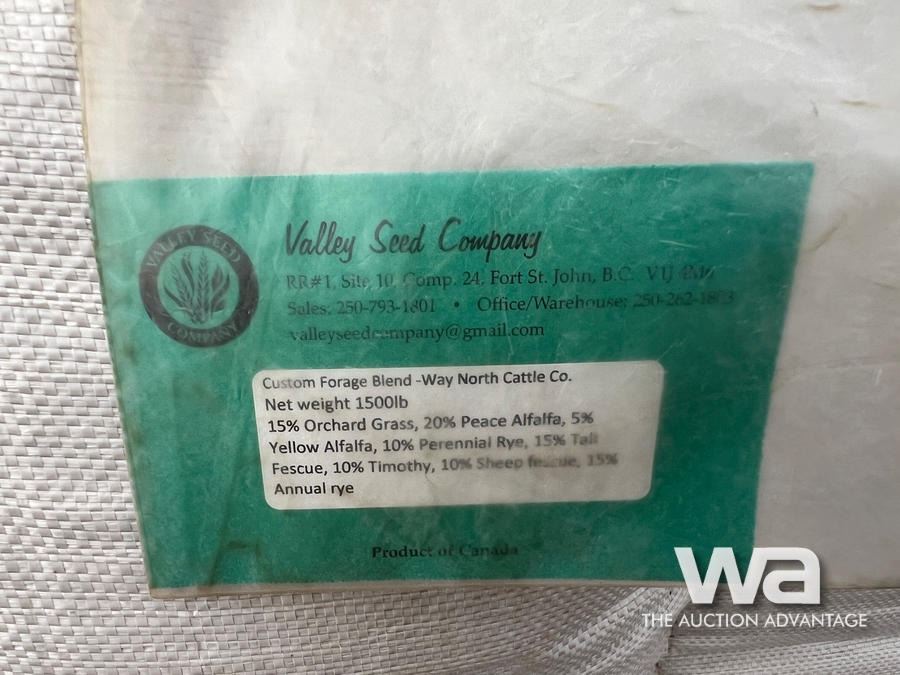 VALLEY SEED
COMPANY
Valley Seed Company
RR#1, Site 10, Comp. 24, Fort St. John, B.C. V1J
Sales: 250-793-1801 • Office/Warehouse: 250-262-1803
valleyseedcompany@gmail.com
Custom Forage Blend -Way North Cattle Co.
Net weight 1500lb
15% Orchard Grass, 20% Peace Alfalfa, 5%
Yellow Alfalfa, 10% Perennial Rye, 15% Tall
Fescue, 10% Timothy, 10% Sheep fescue, 15%
Annual rye
Product of Canada
wa
THE AUCTION ADVANTAGE